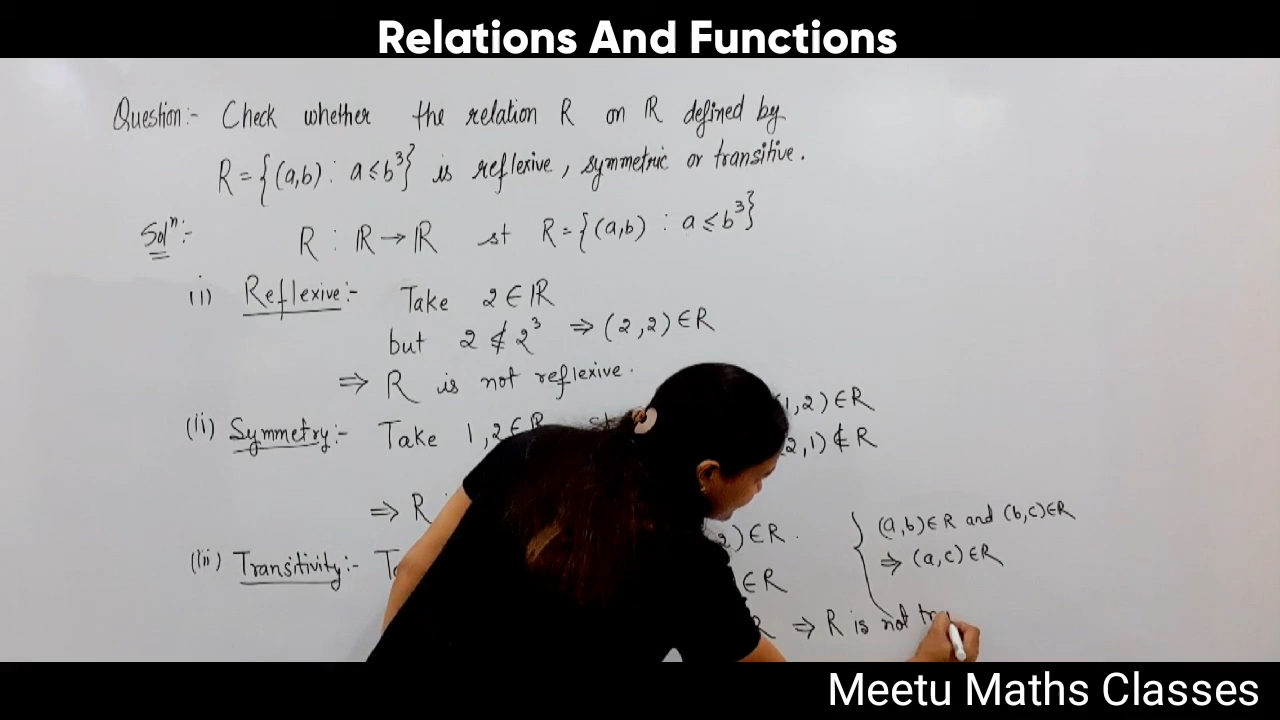 Relations And Functions
Question:- Check whether the relation R on ℝ defined by
R = {(a,b) : a ≤ b³} is reflexive, symmetric or transitive.
Solⁿ:- R : ℝ → ℝ st R = {(a,b) : a ≤ b³}
(i) Reflexive:- Take 2 ∈ ℝ
but 2 ≰ 2³ ⇒ (2,2) ∈ R
⇒ R is not reflexive.
(ii) Symmetry:- Take 1,2 ∈ ℝ st 1,2) ∈ R
2,1) ∉ R
⇒ R
(iii) Transitivity:- ) ∈ R .
∈ R
⇒ R is not tr
(a,b) ∈ R and (b,c) ∈ R
⇒ (a,c) ∈ R
Meetu Maths Classes